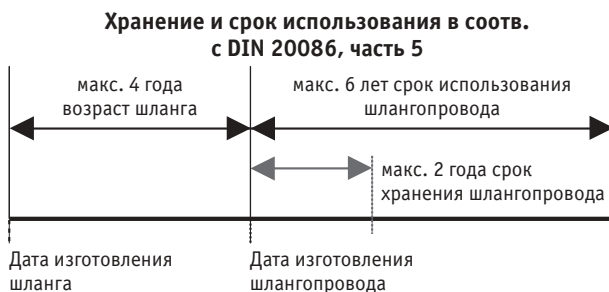 Хранение и срок использования в соотв.
с DIN 20086, часть 5
макс. 4 года
возраст шланга
макс. 6 лет срок использования
шлангопровода
макс. 2 года срок
хранения шлангопровода
Дата изготовления
шланга
Дата изготовления
шлангопровода